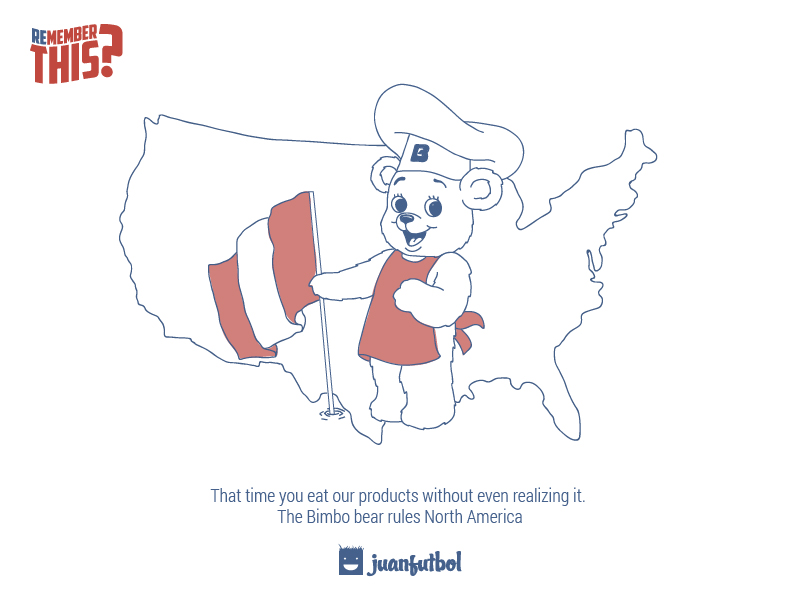 REMEMBER
THIS?
B
That time you eat our products without even realizing it.
The Bimbo bear rules North America
juanfutbol